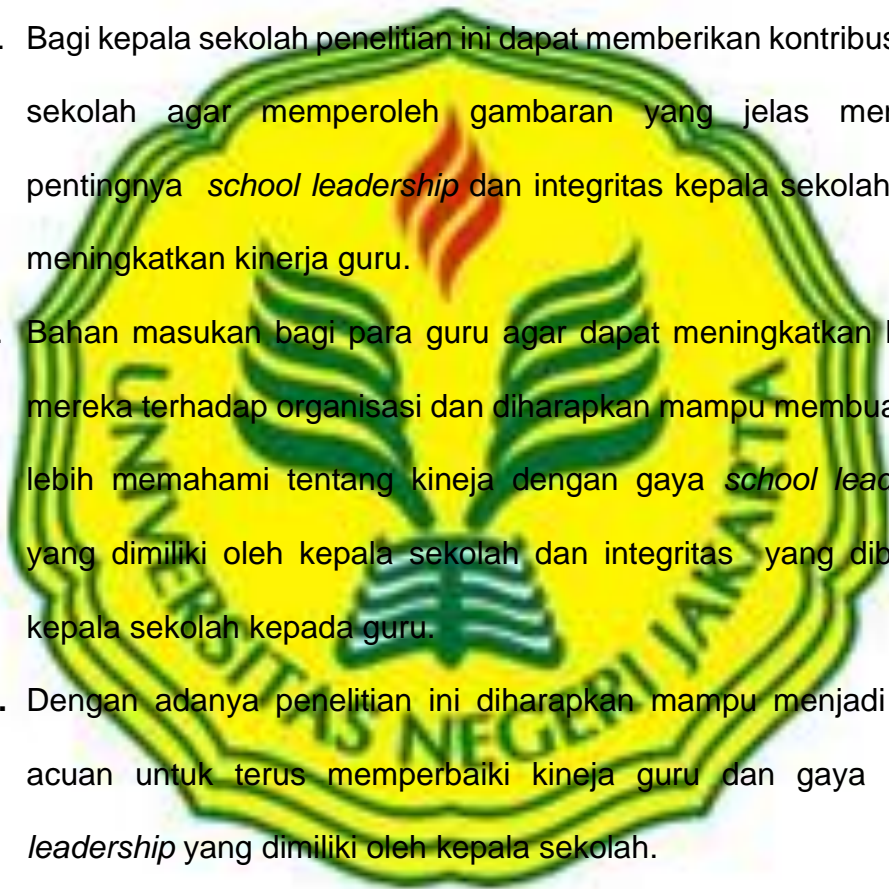 . Bagi kepala sekolah penelitian ini dapat memberikan kontribus
sekolah agar memperoleh gambaran yang jelas mer
pentingnya school leadership dan integritas kepala sekolah
meningkatkan kinerja guru.
. Bahan masukan bagi para guru agar dapat meningkatkan
mereka terhadap organisasi dan diharapkan mampu membua
lebih memahami tentang kineja dengan gaya school lead
yang dimiliki oleh kepala sekolah dan integritas yang dib
kepala sekolah kepada guru.
. Dengan adanya penelitian ini diharapkan mampu menjadi
acuan untuk terus memperbaiki kineja guru dan gaya
leadership yang dimiliki oleh kepala sekolah.
UNIVERSITAS NEGERI JAKARTA